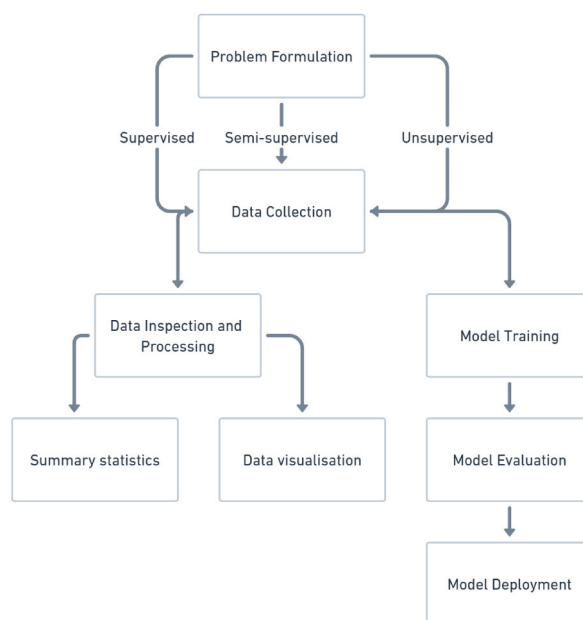 Problem Formulation
Supervised
Semi-supervised
Unsupervised
Data Collection
Data Inspection and
Processing
Model Training
Summary statistics
Data visualisation
Model Evaluation
Model Deployment